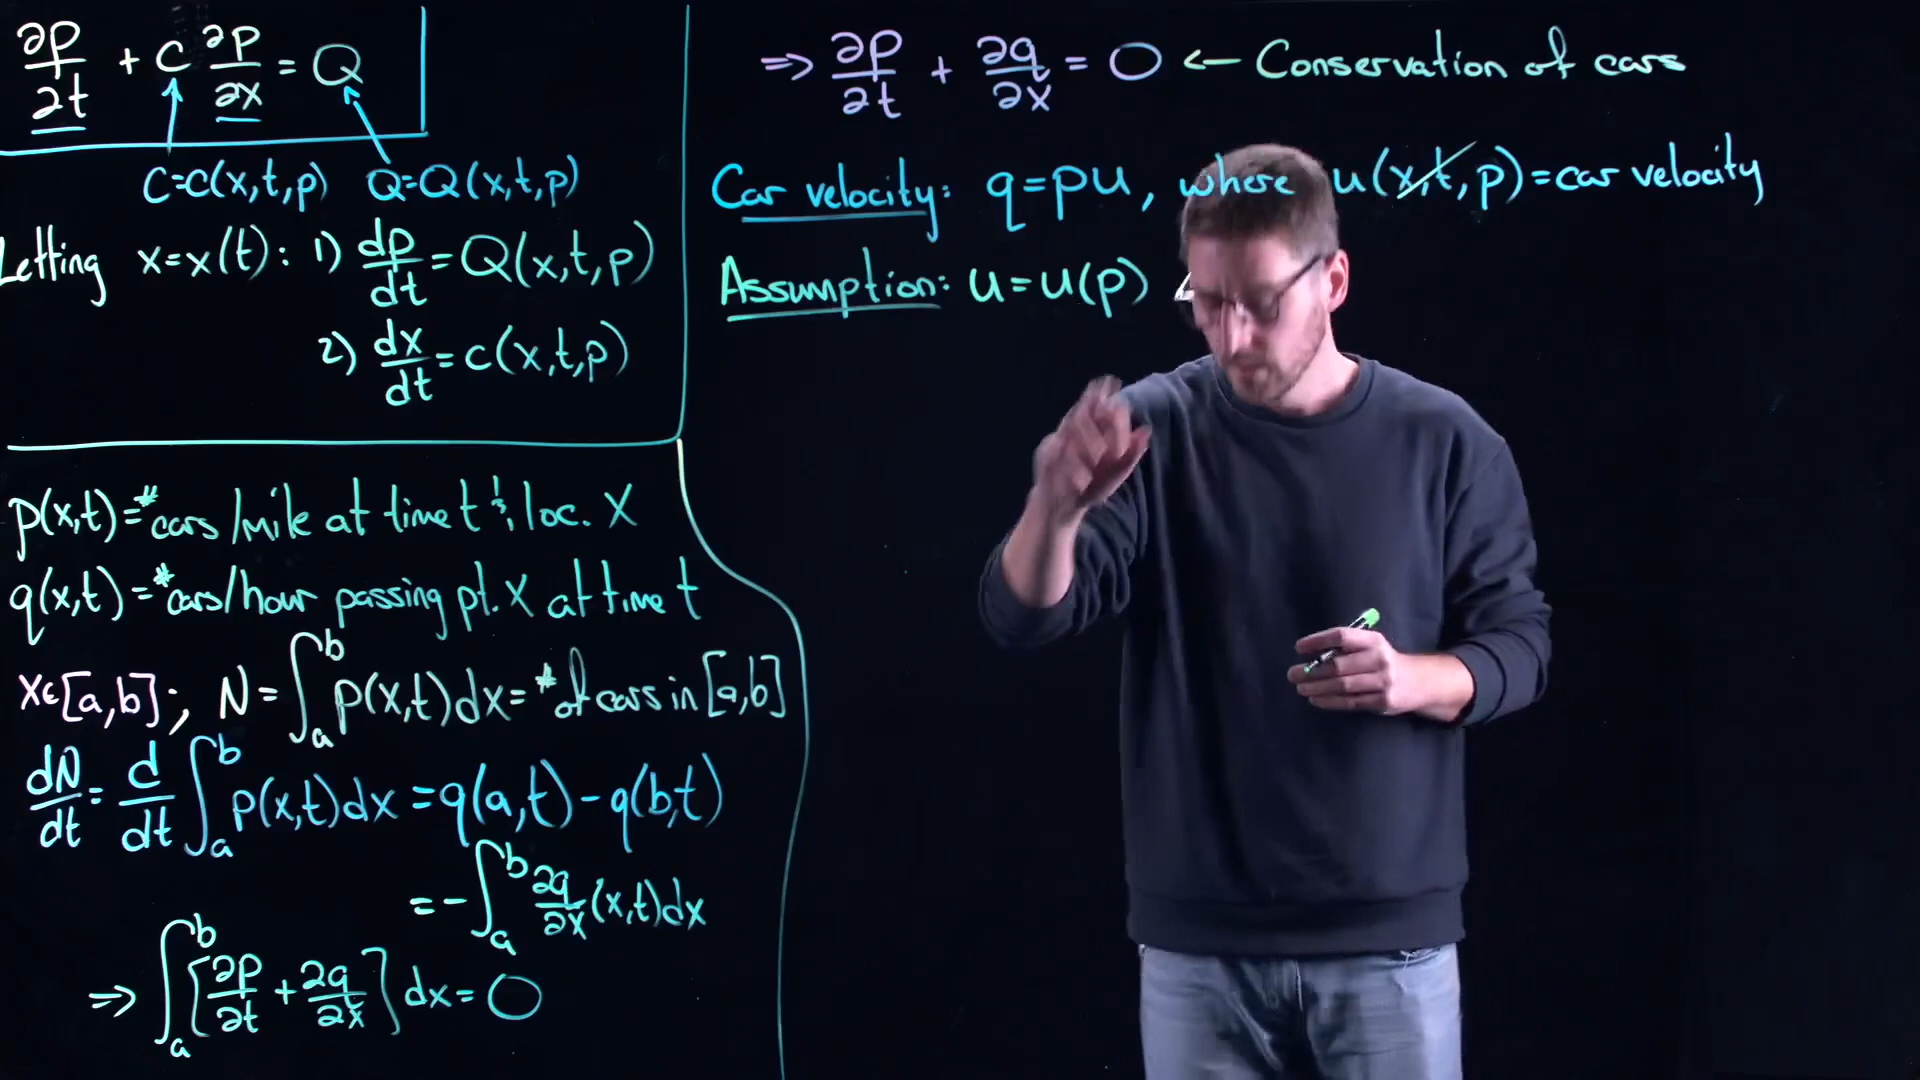 ∂p/∂t + c ∂p/∂x = Q
c=c(x,t,p) Q=Q(x,t,p)
Letting x=x(t): 1) dp/dt=Q(x,t,p)
2) dx/dt=c(x,t,p)
p(x,t)=# cars/mile at time t & loc. x
q(x,t)=# cars/hour passing pt. x at time t
x∈[a,b]; N=∫_a^b p(x,t)dx=# of cars in [a,b]
dN/dt = d/dt ∫_a^b p(x,t)dx =q(a,t)-q(b,t)
=-∫_a^b ∂q/∂x (x,t)dx
⇒ ∫_a^b [∂p/∂t + ∂q/∂x] dx=0
⇒ ∂p/∂t + ∂q/∂x = 0 ← Conservation of cars
Car velocity: q=pu, where u(x,t,p)=car velocity
Assumption: u=u(p)